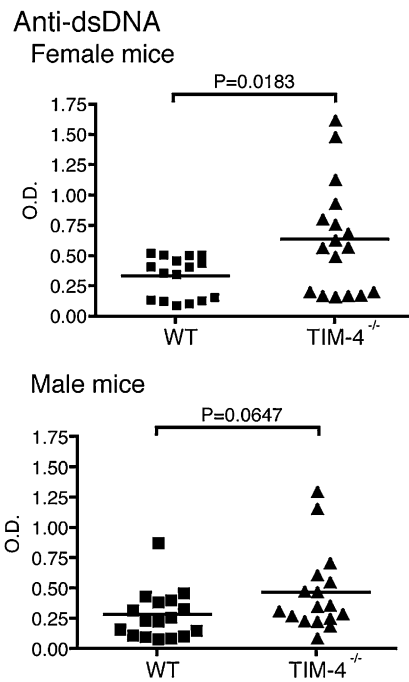 Anti-dsDNA
Female mice
P=0.0183
1.75
1.50
1.25
1.00
0.75
0.50
0.25
0.00
O.D.
WT TIM-4-/-
Male mice
P=0.0647
1.75
1.50
1.25
1.00
0.75
0.50
0.25
0.00
O.D.
WT TIM-4-/-